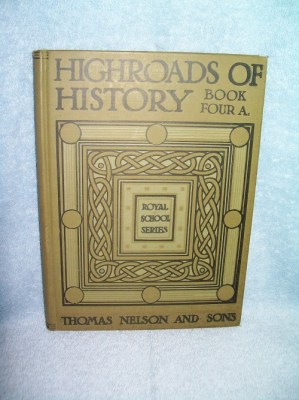 HIGHROADS OF
HISTORY BOOK
FOUR A.
ROYAL
SCHOOL
SERIES
THOMAS NELSON AND SONS